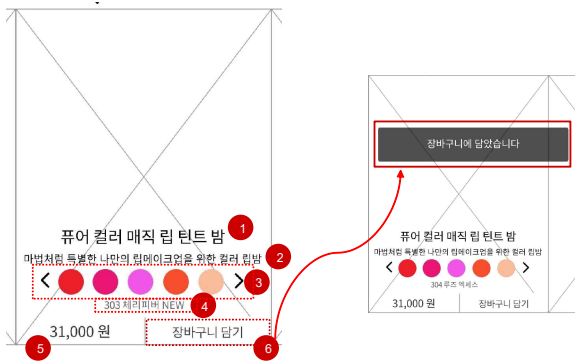 퓨어 컬러 매직 립 틴트 밤
1
마법처럼 특별한 나만의 립메이크업을 위한 컬러 립밤
2
3
303 체리피버 NEW
4
31,000 원
장바구니 담기
5
6
장바구니에 담았습니다
퓨어 컬러 매직 립 틴트 밤
마법처럼 특별한 나만의 립메이크업을 위한 컬러 립밤
304 루즈 엑세스
31,000 원
장바구니 담기